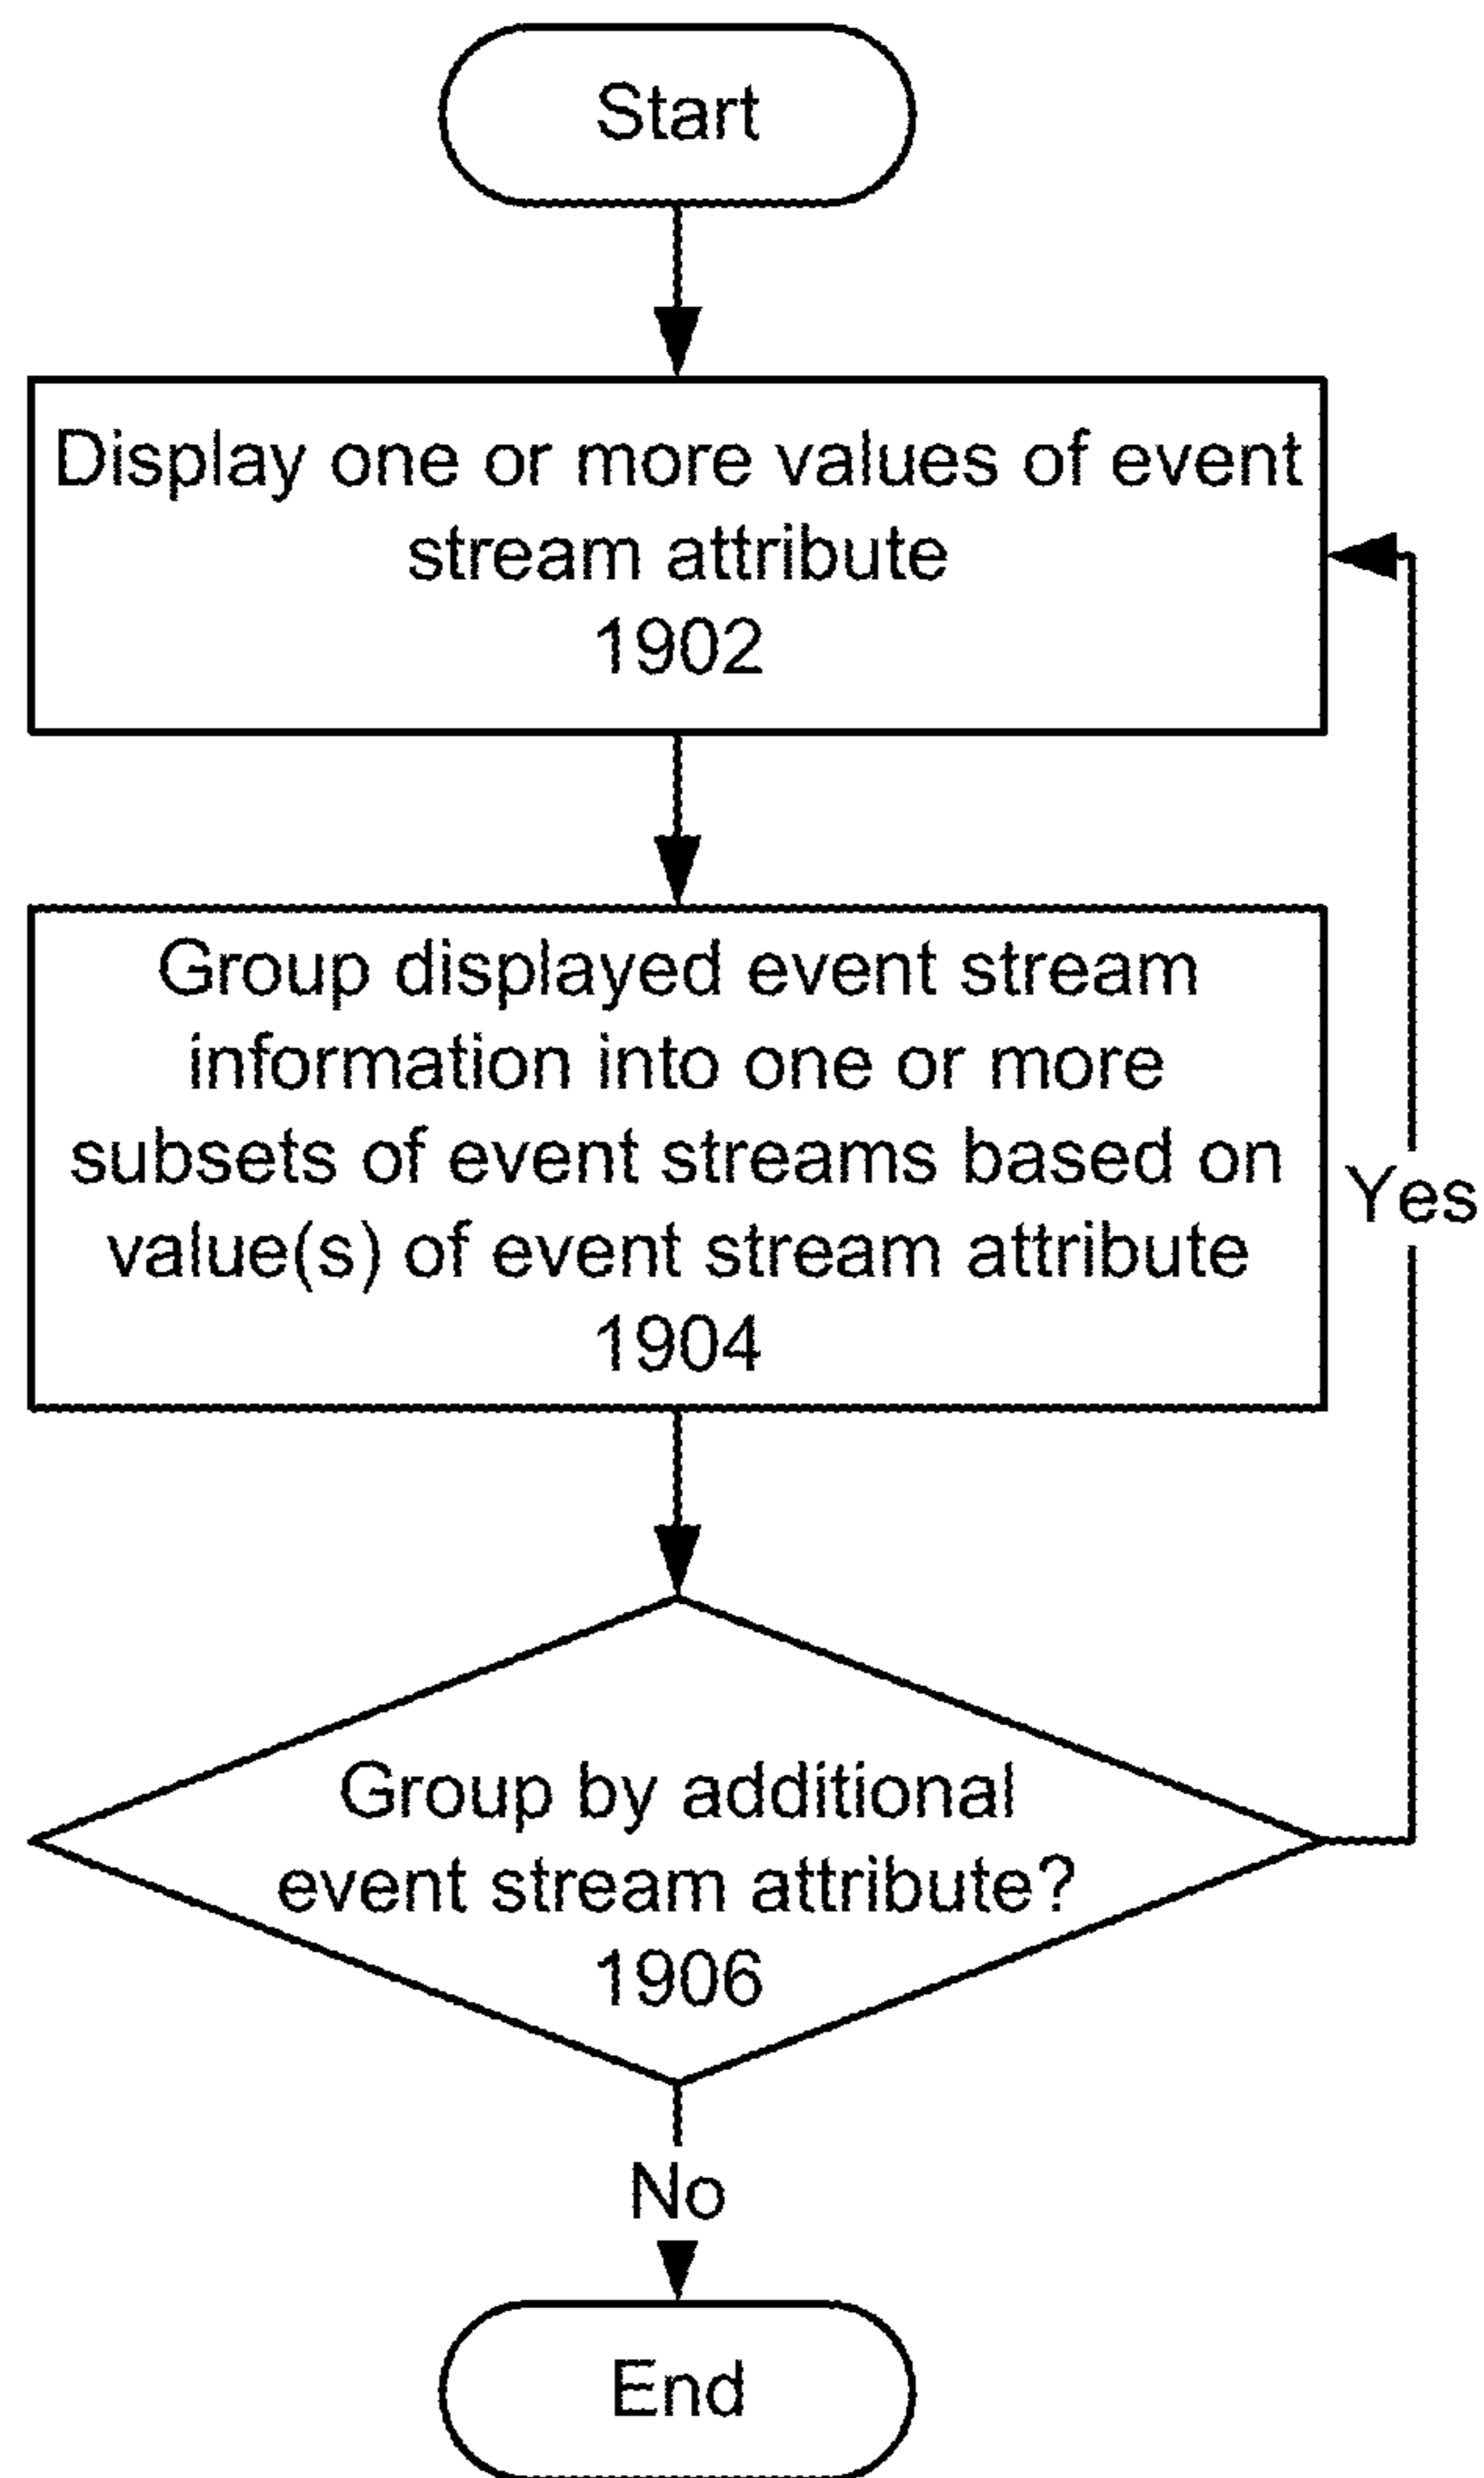 Start
Display one or more values of event
stream attribute
1902
Group displayed event stream
information into one or more
subsets of event streams based on
value(s) of event stream attribute
1904
Yes
Group by additional
event stream attribute?
1906
No
End